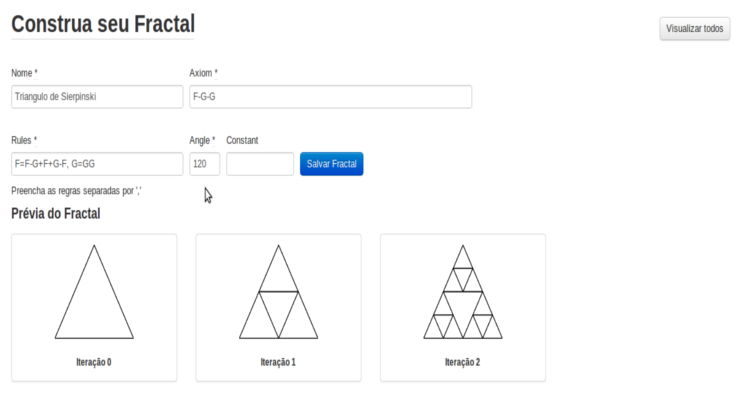 Construa seu Fractal
Visualizar todos
Nome *
Axiom *
Triangulo de Sierpinski
F-G-G
Rules *
Angle *
Constant
F=F-G+F+G-F, G=GG
120
Salvar Fractal
Preencha as regras separadas por ','
Prévia do Fractal
Iteração 0
Iteração 1
Iteração 2